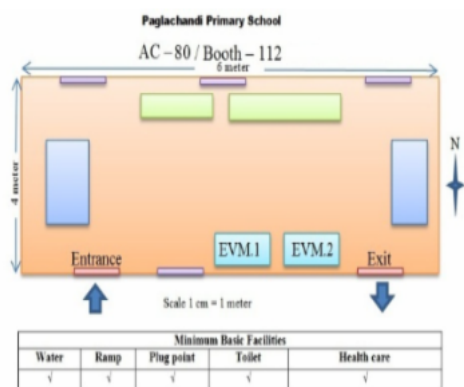 Paglachandi Primary School
AC – 80 / Booth – 112
6 meter
4 meter
N
EVM.1 EVM.2
Entrance Exit
Scale 1 cm = 1 meter
Minimum Basic Facilities
Water Ramp Plug point Toilet Health care
√ √ √ √ √